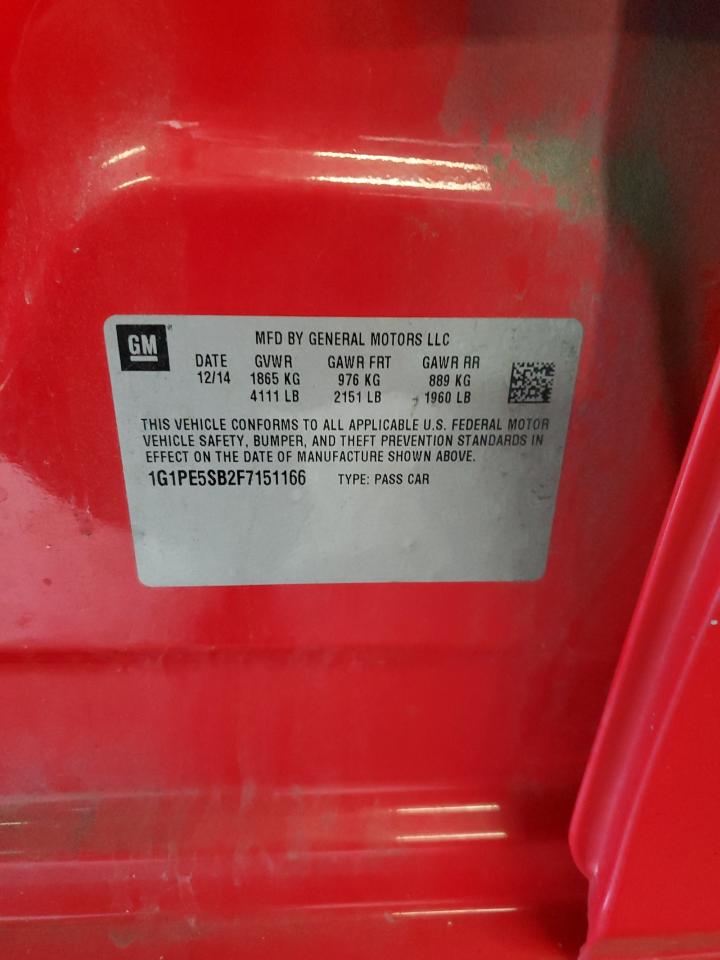 GM
MFD BY GENERAL MOTORS LLC
DATE GVWR GAWR FRT GAWR RR
12/14 1865 KG 976 KG 889 KG
4111 LB 2151 LB 1960 LB
THIS VEHICLE CONFORMS TO ALL APPLICABLE U.S. FEDERAL MOTOR
VEHICLE SAFETY, BUMPER, AND THEFT PREVENTION STANDARDS IN
EFFECT ON THE DATE OF MANUFACTURE SHOWN ABOVE.
1G1PE5SB2F7151166 TYPE: PASS CAR